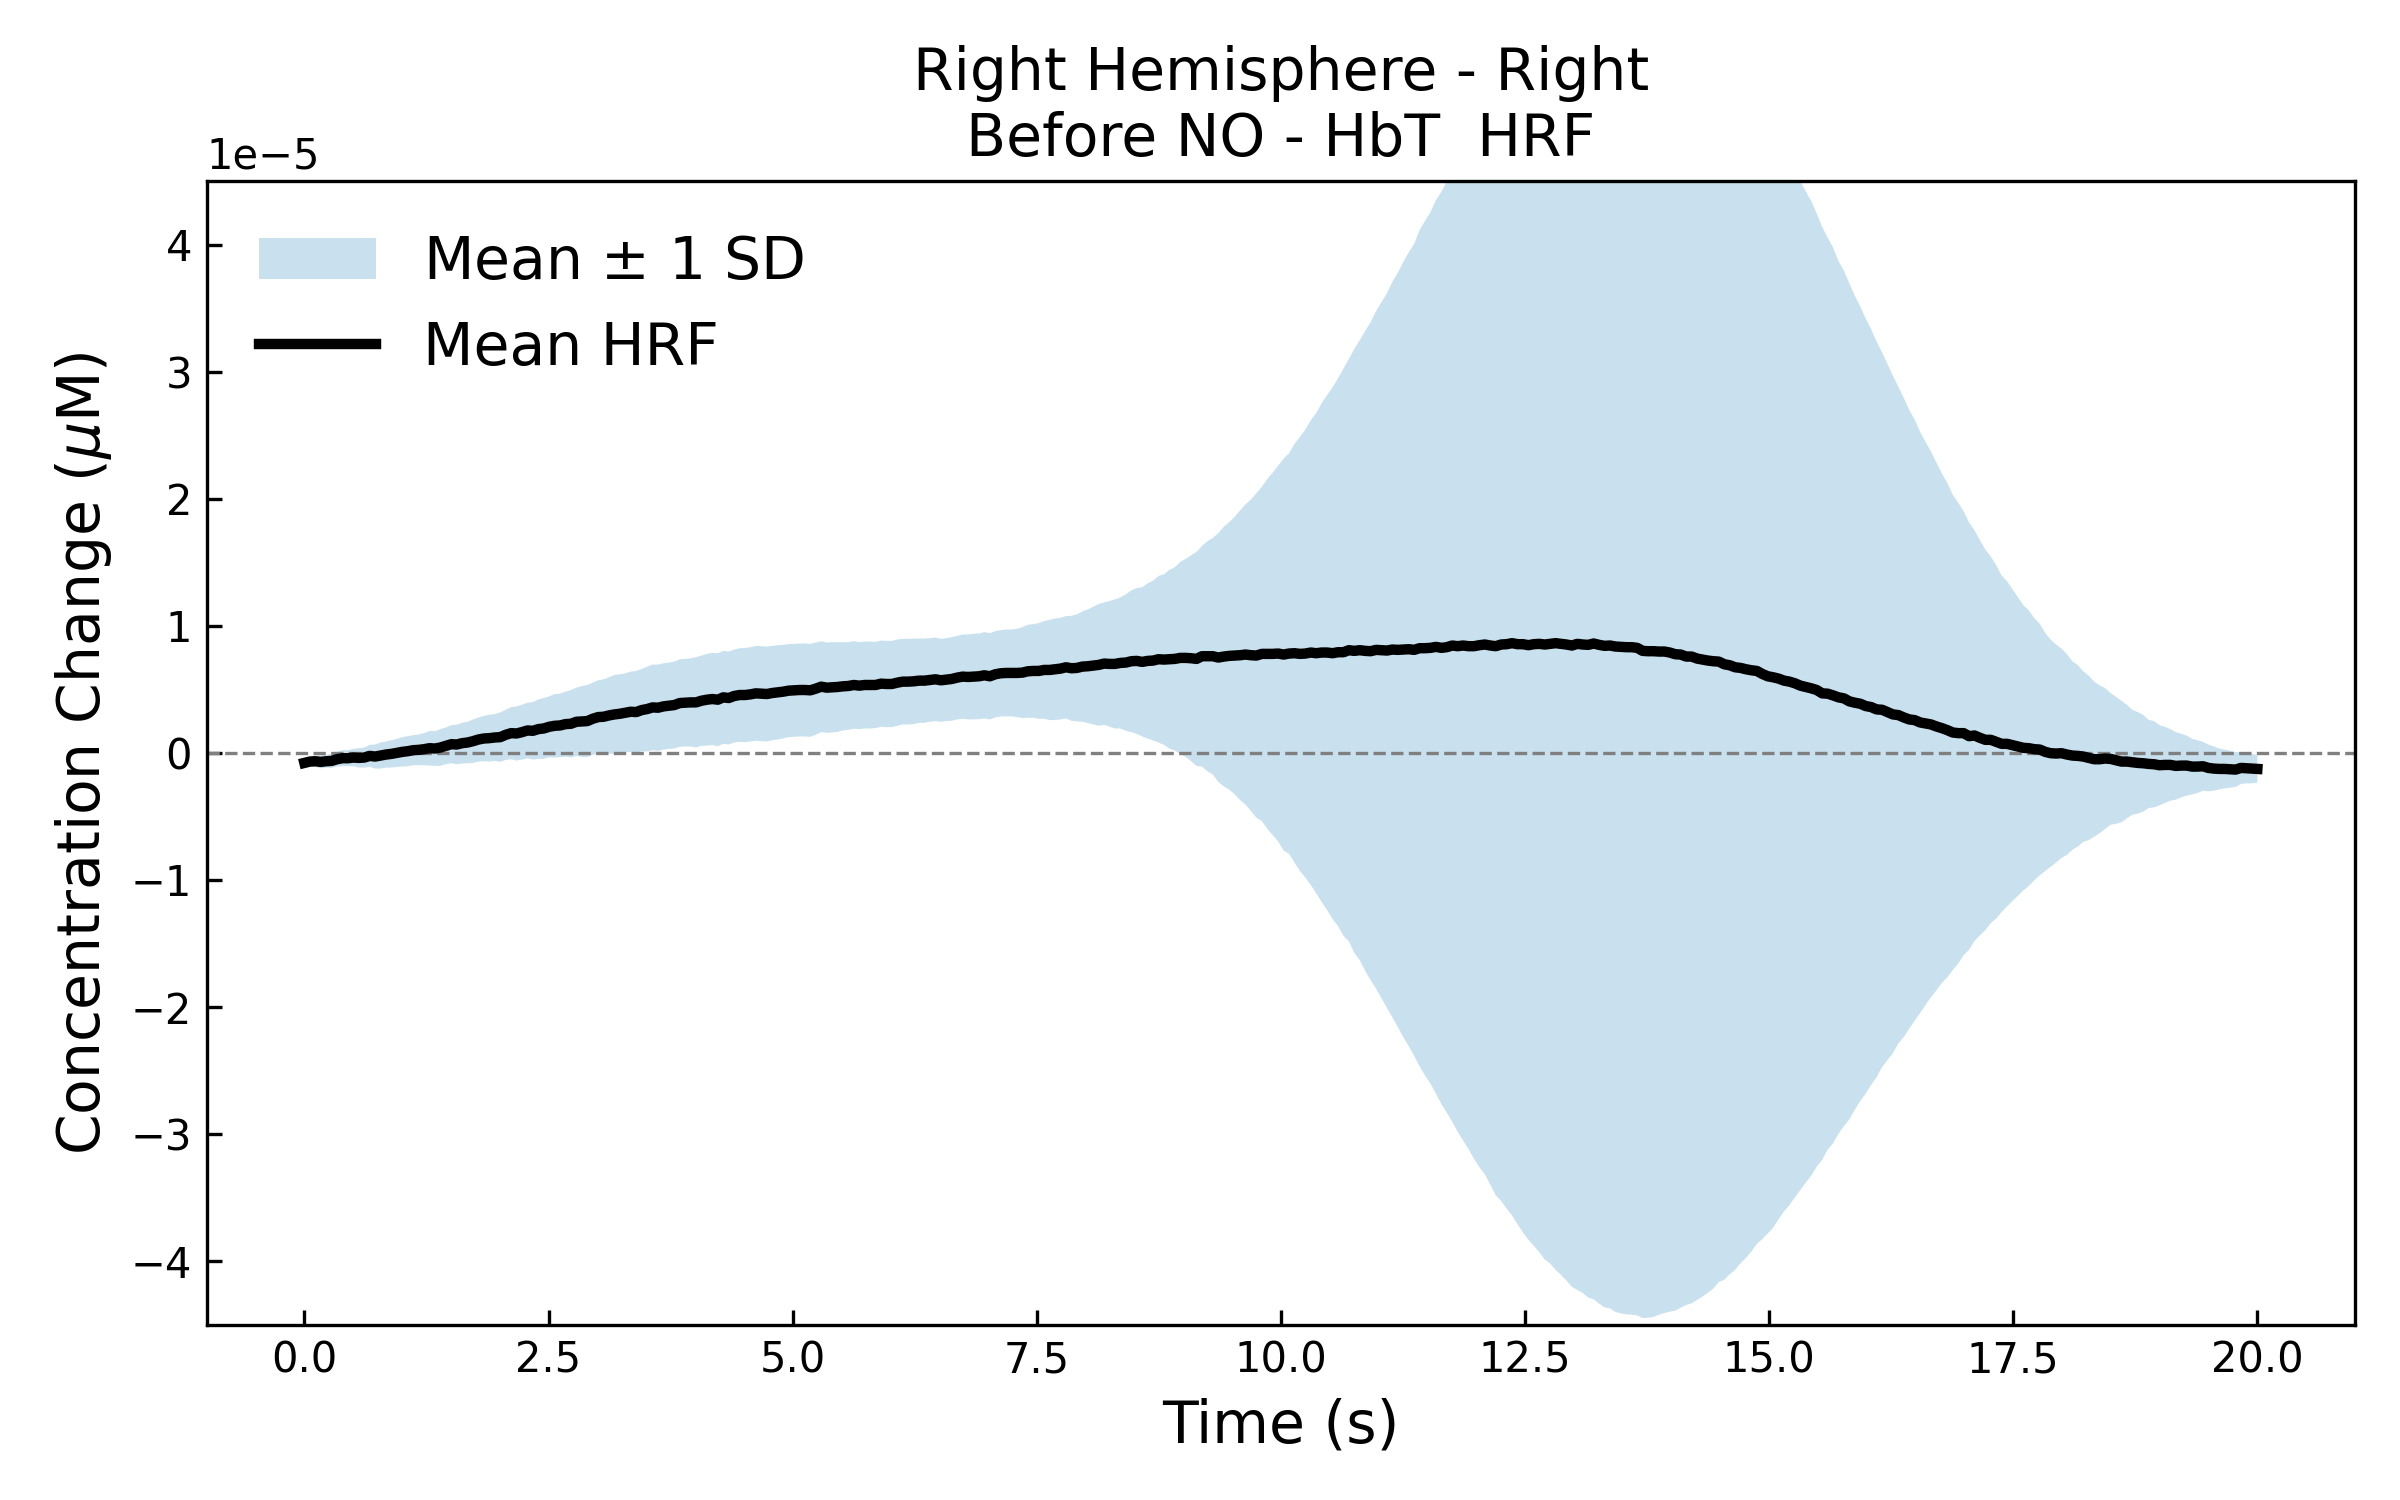 Right Hemisphere - Right
Before NO - HbT  HRF
1e−5
Mean ± 1 SD
Mean HRF
Concentration Change (μM)
4
3
2
1
0
−1
−2
−3
−4
0.0 2.5 5.0 7.5 10.0 12.5 15.0 17.5 20.0
Time (s)